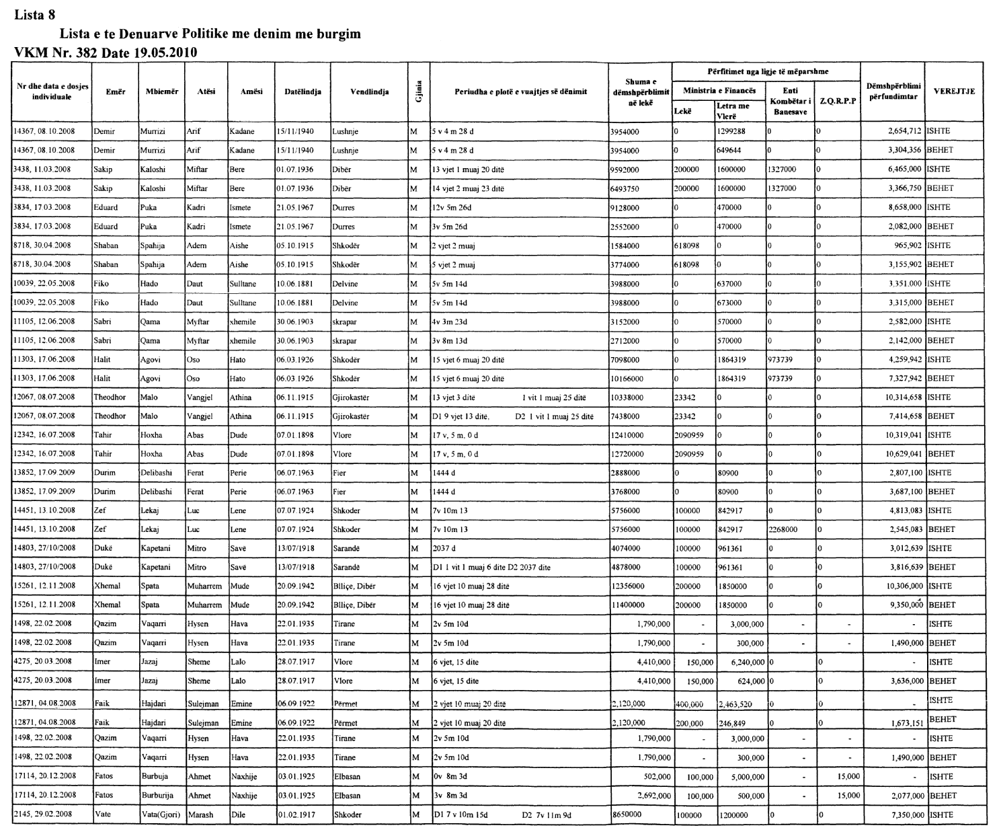 Lista 8
Lista e te Denuarve Politike me denim me burgim
VKM Nr. 382 Date 19.05.2010
Nr dhe data e dosjes individuale Emër Mbiemër Atësi Amësi Datëlindja Vendlindja Gjinia Periudha e plotë e vuajtjes së dënimit Shuma e dëmshpërblimit në lekë Përfitimet nga ligje të mëparshme Ministria e Financës Lekë Letra me Vlerë Enti Kombëtar i Banesave Z.Q.R.P.P Dëmshpërblimi përfundimtar VEREJTJE
14367, 08.10.2008 Demir Murrizi Arif Kadane 15/11/1940 Lushnje M 5 v 4 m 28 d 3954000 0 1299288 0 0 2,654,712 ISHTE
14367, 08.10.2008 Demir Murrizi Arif Kadane 15/11/1940 Lushnje M 5 v 4 m 28 d 3954000 0 649644 0 0 3,304,356 BEHET
3438, 11.03.2008 Sakip Kaloshi Miftar Bere 01.07.1936 Dibër M 13 vjet 1 muaj 20 ditë 9592000 200000 1600000 1327000 0 6,465,000 ISHTE
3438, 11.03.2008 Sakip Kaloshi Miftar Bere 01.07.1936 Dibër M 14 vjet 2 muaj 23 ditë 6493750 200000 1600000 1327000 0 3,366,750 BEHET
3834, 17.03.2008 Eduard Puka Kadri Ismete 21.05.1967 Durres M 12v 5m 26d 9128000 0 470000 0 0 8,658,000 ISHTE
3834, 17.03.2008 Eduard Puka Kadri Ismete 21.05.1967 Durres M 3v 5m 26d 2552000 0 470000 0 0 2,082,000 BEHET
8718, 30.04.2008 Shaban Spahija Adem Aishe 05.10.1915 Shkodër M 2 vjet 2 muaj 1584000 618098 0 0 0 965,902 ISHTE
8718, 30.04.2008 Shaban Spahija Adem Aishe 05.10.1915 Shkodër M 5 vjet 2 muaj 3774000 618098 0 0 0 3,155,902 BEHET
10039, 22.05.2008 Fiko Hado Daut Sulltane 10.06.1881 Delvine M 5v 5m 14d 3988000 0 637000 0 0 3.351.000 ISHTE
10039, 22.05.2008 Fiko Hado Daut Sulltane 10.06.1881 Delvine M 5v 5m 14d 3988000 0 673000 0 0 3,315,000 BEHET
11105, 12.06.2008 Sabri Qama Myftar xhemile 30.06.1903 skrapar M 4v 3m 23d 3152000 0 570000 0 0 2,582,000 ISHTE
11105, 12.06.2008 Sabri Qama Myftar xhemile 30.06.1903 skrapar M 3v 8m 13d 2712000 0 570000 0 0 2,142,000 BEHET
11303, 17.06.2008 Halit Agovi Oso Hato 06.03.1926 Shkodër M 15 vjet 6 muaj 20 ditë 7098000 0 1864319 973739 0 4,259,942 ISHTE
11303, 17.06.2008 Halit Agovi Oso Hato 06.03.1926 Shkodër M 15 vjet 6 muaj 20 ditë 10166000 0 1864319 973739 0 7,327,942 BEHET
12067, 08.07.2008 Theodhor Malo Vangjel Athina 06.11.1915 Gjirokastër M 13 vjet 3 ditë 1 vit 1 muaj 25 ditë 10338000 23342 0 0 0 10,314,658 ISHTE
12067, 08.07.2008 Theodhor Malo Vangjel Athina 06.11.1915 Gjirokastër M D1 9 vjet 13 ditë, D2 1 vit 1 muaj 25 ditë 7438000 23342 0 0 0 7,414,658 BEHET
12342, 16.07.2008 Tahir Hoxha Abas Dude 07.01.1898 Vlore M 17 v, 5 m, 0 d 12410000 2090959 0 0 0 10,319,041 ISHTE
12342, 16.07.2008 Tahir Hoxha Abas Dude 07.01.1898 Vlore M 17 v, 5 m, 0 d 12720000 2090959 0 0 0 10,629,041 BEHET
13852, 17.09.2009 Durim Delibashi Ferat Perie 06.07.1963 Fier M 1444 d 2888000 0 80900 0 0 2,807,100 ISHTE
13852, 17.09.2009 Durim Delibashi Ferat Perie 06.07.1963 Fier M 1444 d 3768000 0 80900 0 0 3,687,100 BEHET
14451, 13.10.2008 Zef Lekaj Luc Lene 07.07.1924 Shkoder M 7v 10m 13 5756000 100000 842917 0 0 4,813,083 ISHTE
14451, 13.10.2008 Zef Lekaj Luc Lene 07.07.1924 Shkoder M 7v 10m 13 5756000 100000 842917 2268000 0 2,545,083 BEHET
14803, 27/10/2008 Dukë Kapetani Mitro Savë 13/07/1918 Sarandë M 2037 d 4074000 100000 961361 0 0 3,012,639 ISHTE
14803, 27/10/2008 Dukë Kapetani Mitro Savë 13/07/1918 Sarandë M D1 1 vit 1 muaj 6 dite D2 2037 dite 4878000 100000 961361 0 0 3,816,639 BEHET
15261, 12.11.2008 Xhemal Spata Muharrem Mude 20.09.1942 Blliçe, Dibër M 16 vjet 10 muaj 28 ditë 12356000 200000 1850000 0 0 10,306,000 ISHTE
15261, 12.11.2008 Xhemal Spata Muharrem Mude 20.09.1942 Blliçe, Dibër M 16 vjet 10 muaj 28 ditë 11400000 200000 1850000 0 0 9,350,000 BEHET
1498, 22.02.2008 Qazim Vaqarri Hysen Hava 22.01.1935 Tirane M 2v 5m 10d 1,790,000 - 3,000,000 - - - ISHTE
1498, 22.02.2008 Qazim Vaqarri Hysen Hava 22.01.1935 Tirane M 2v 5m 10d 1,790,000 - 300,000 - - 1,490,000 BEHET
4275, 20.03.2008 Imer Jazaj Sheme Lalo 28.07.1917 Vlore M 6 vjet, 15 dite 4,410,000 150,000 6,240,000 0 0 - ISHTE
4275, 20.03.2008 Imer Jazaj Sheme Lalo 28.07.1917 Vlore M 6 vjet, 15 dite 4,410,000 150,000 624,000 0 0 3,636,000 BEHET
12871, 04.08.2008 Faik Hajdari Sulejman Emine 06.09.1922 Përmet M 2 vjet 10 muaj 20 ditë 2,120,000 400,000 2,463,520 0 0 - ISHTE
12871, 04.08.2008 Faik Hajdari Sulejman Emine 06.09.1922 Përmet M 2 vjet 10 muaj 20 ditë 2,120,000 200,000 246,849 0 0 1,673,151 BEHET
1498, 22.02.2008 Qazim Vaqarri Hysen Hava 22.01.1935 Tirane M 2v 5m 10d 1,790,000 - 3,000,000 - - - ISHTE
1498, 22.02.2008 Qazim Vaqarri Hysen Hava 22.01.1935 Tirane M 2v 5m 10d 1,790,000 - 300,000 - - 1,490,000 BEHET
17114, 20.12.2008 Fatos Burbuja Ahmet Naxhije 03.01.1925 Elbasan M 0v 8m 3d 502,000 100,000 5,000,000 - 15,000 - ISHTE
17114, 20.12.2008 Fatos Burburija Ahmet Naxhije 03.01.1925 Elbasan M 3v 8m 3d 2,692,000 100,000 500,000 - 15,000 2,077,000 BEHET
2145, 29.02.2008 Vate Vata(Gjori) Marash Dile 01.02.1917 Shkoder M D1 7 v 10m 15d D2 7v 11m 9d 8650000 100000 1200000 0 0 7,350,000 ISHTE